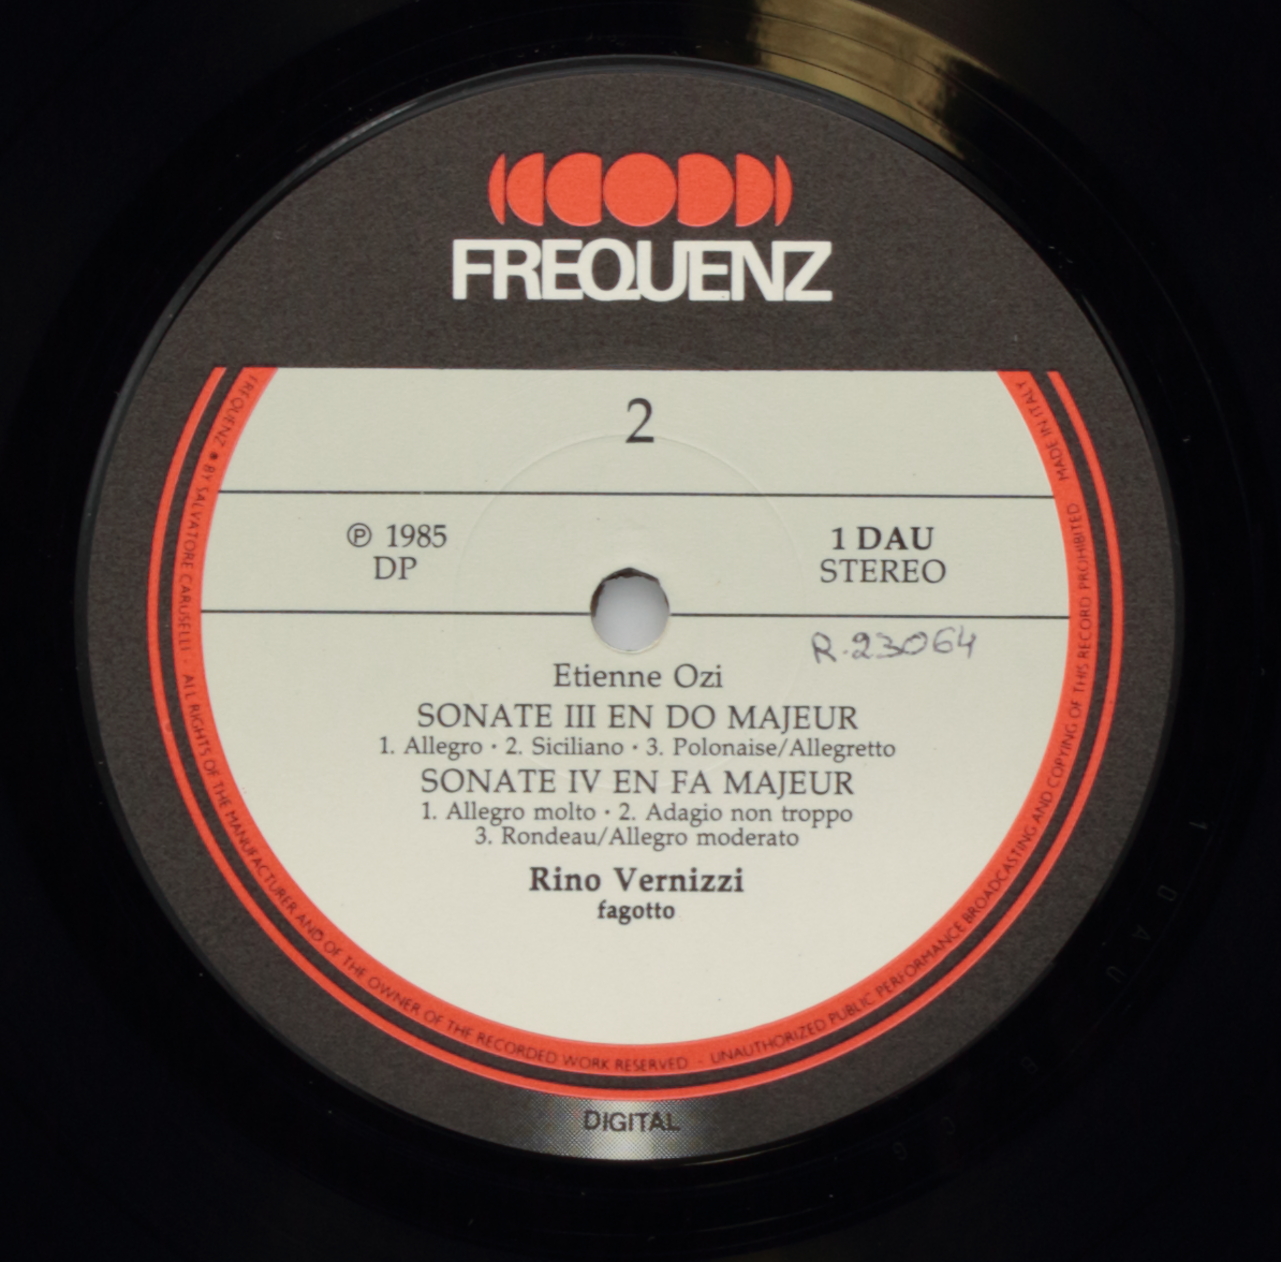 FREQUENZ
2
℗ 1985
DP
1 DAU
STEREO
R-23064
Etienne Ozi
SONATE III EN DO MAJEUR
1. Allegro · 2. Siciliano · 3. Polonaise/Allegretto
SONATE IV EN FA MAJEUR
1. Allegro molto · 2. Adagio non troppo
3. Rondeau/Allegro moderato
Rino Vernizzi
fagotto
FREQUENZ • BY SALVATORE CARUSELLI · ALL RIGHTS OF THE MANUFACTURER AND OF THE OWNER OF THE RECORDED WORK RESERVED - UNAUTHORIZED PUBLIC PERFORMANCE BROADCASTING AND COPYING OF THIS RECORD PROHIBITED MADE IN ITALY
DIGITAL
1 DAU